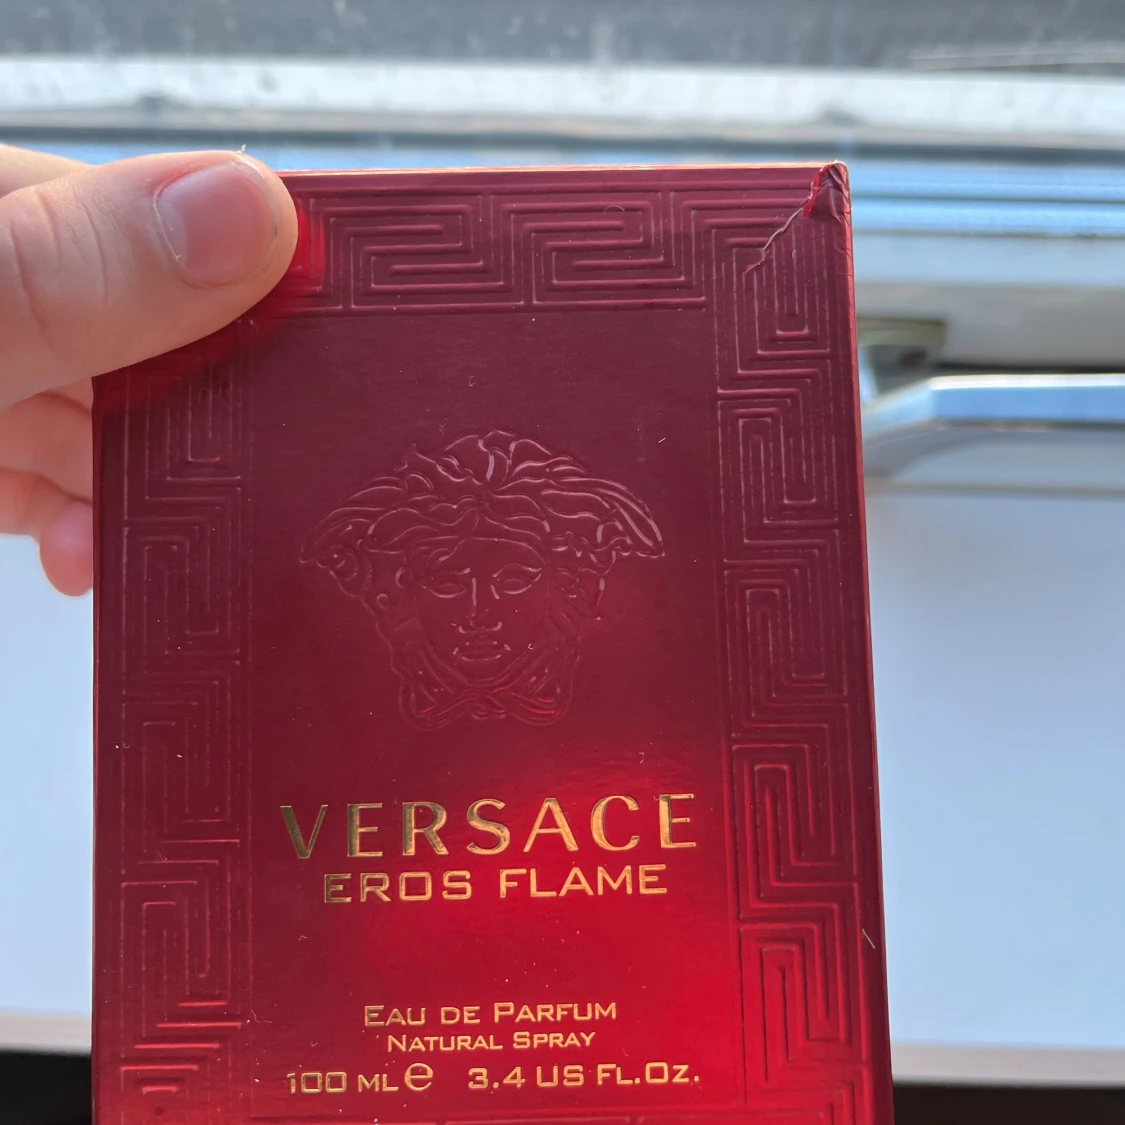 VERSACE
EROS FLAME
EAU DE PARFUM
NATURAL SPRAY
100 ML e 3.4 US FL.OZ.